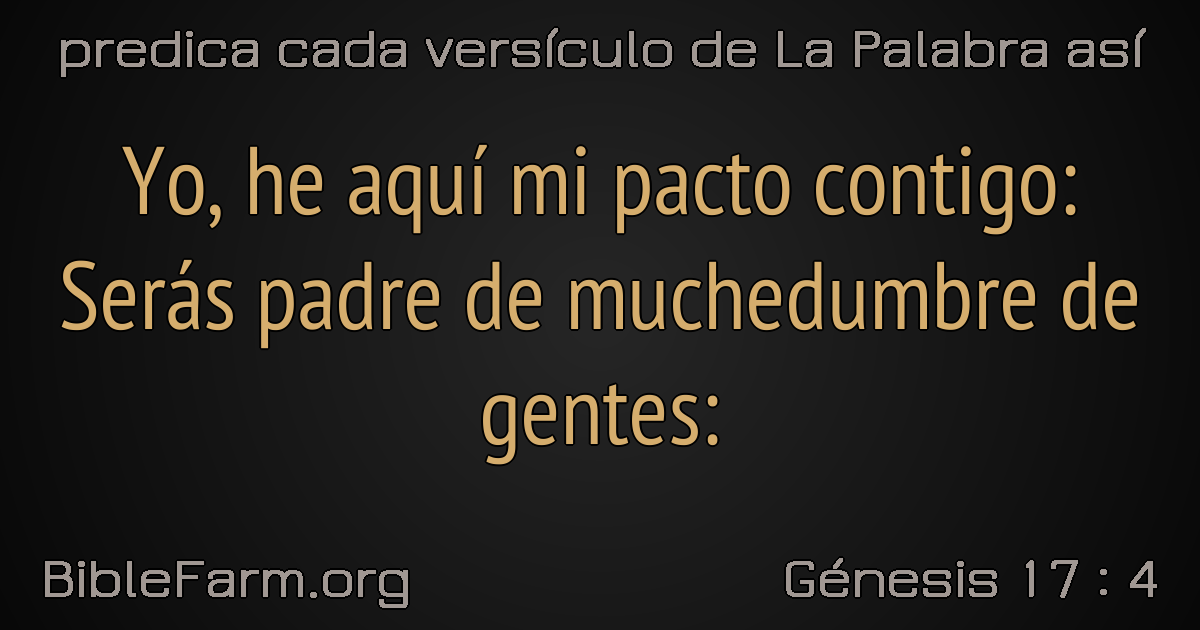 predica cada versículo de La Palabra así
Yo, he aquí mi pacto contigo:
Serás padre de muchedumbre de
gentes:
BibleFarm.org
Génesis 17 : 4